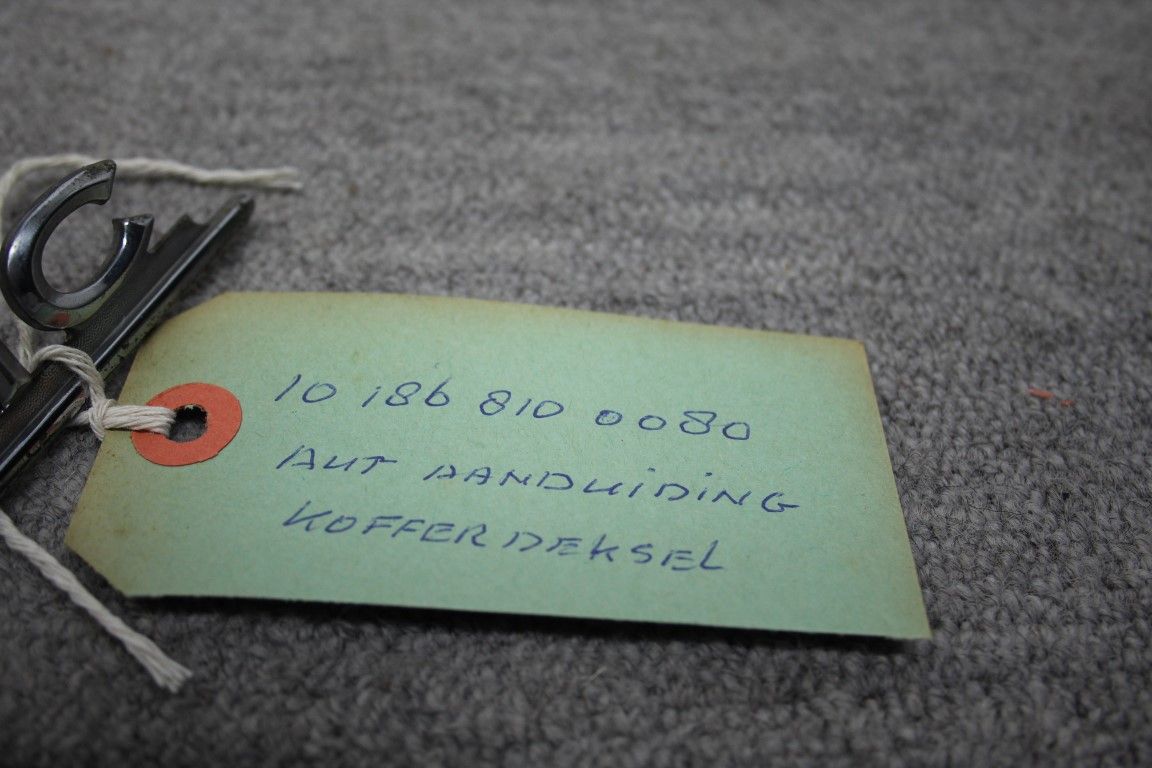 10 186 810 0080
AUT AANDUIDING
KOFFERDEKSEL